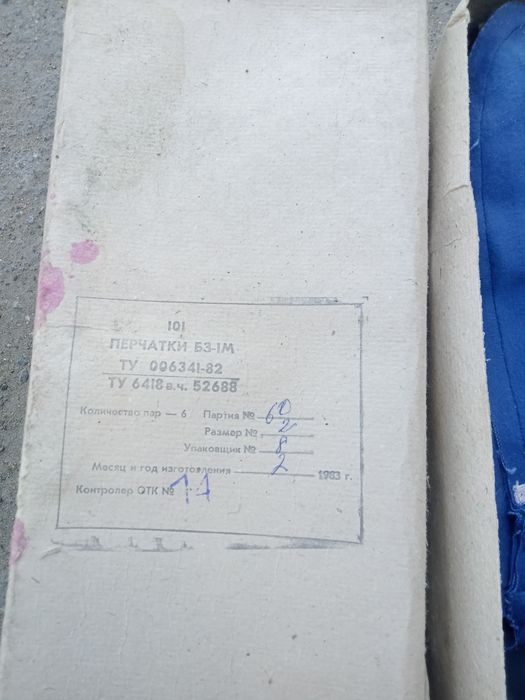 101
ПЕРЧАТКИ БЗ-1М
ТУ 006341-82
ТУ 6418 в.ч. 52688
Количество пар — 6 Партия № 60
Размер № 2
Упаковщик № 8
Месяц и год изготовления 2 1983 г.
Контролер ОТК № 11